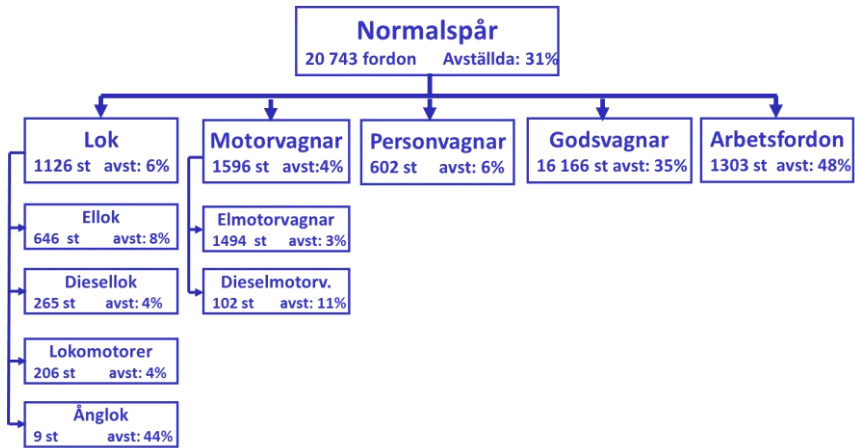 Normalspår
20 743 fordon Avställda: 31%
Lok
1126 st avst: 6%
Motorvagnar
1596 st avst:4%
Personvagnar
602 st avst: 6%
Godsvagnar
16 166 st avst: 35%
Arbetsfordon
1303 st avst: 48%
Ellok
646 st avst: 8%
Diesellok
265 st avst: 4%
Lokomotorer
206 st avst: 4%
Ånglok
9 st avst: 44%
Elmotorvagnar
1494 st avst: 3%
Dieselmotorv.
102 st avst: 11%